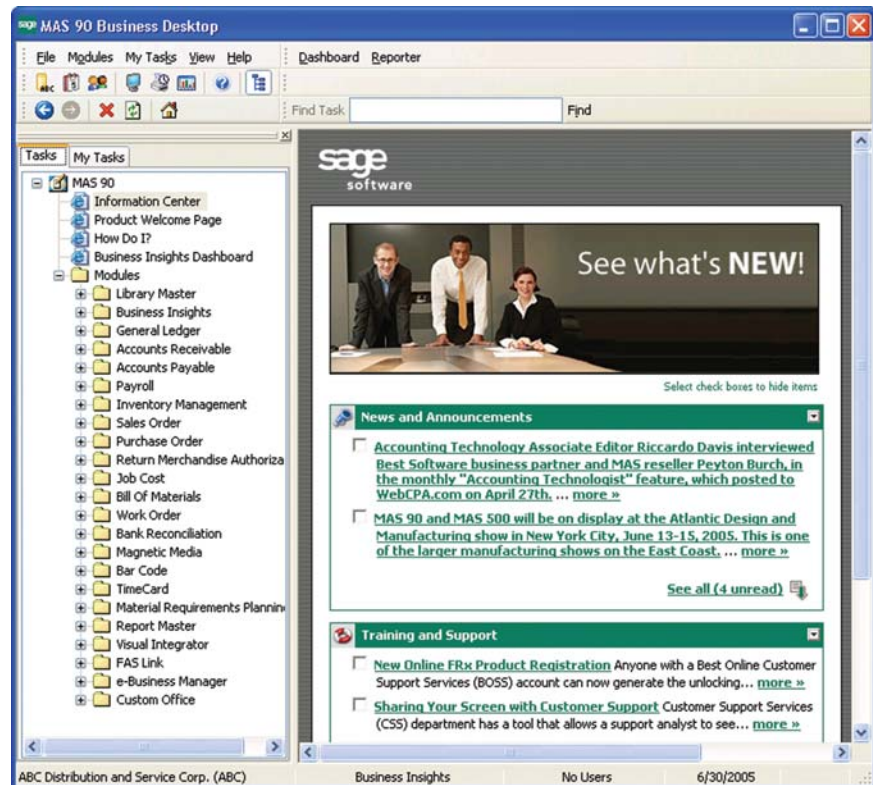 sage MAS 90 Business Desktop
File Modules My Tasks View Help Dashboard Reporter
Find Task Find
Tasks My Tasks
MAS 90
Information Center
Product Welcome Page
How Do I?
Business Insights Dashboard
Modules
Library Master
Business Insights
General Ledger
Accounts Receivable
Accounts Payable
Payroll
Inventory Management
Sales Order
Purchase Order
Return Merchandise Authoriza
Job Cost
Bill Of Materials
Work Order
Bank Reconciliation
Magnetic Media
Bar Code
TimeCard
Material Requirements Plannin
Report Master
Visual Integrator
FAS Link
e-Business Manager
Custom Office
sage
software
See what's NEW!
Select check boxes to hide items
News and Announcements
Accounting Technology Associate Editor Riccardo Davis interviewed
Best Software business partner and MAS reseller Peyton Burch, in
the monthly "Accounting Technologist" feature, which posted to
WebCPA.com on April 27th. ... more »
MAS 90 and MAS 500 will be on display at the Atlantic Design and
Manufacturing show in New York City, June 13-15, 2005. This is one
of the larger manufacturing shows on the East Coast. ... more »
See all (4 unread)
Training and Support
New Online FRx Product Registration Anyone with a Best Online Customer
Support Services (BOSS) account can now generate the unlocking... more »
Sharing Your Screen with Customer Support Customer Support Services
(CSS) department has a tool that allows a support analyst to see... more »
ABC Distribution and Service Corp. (ABC) Business Insights No Users 6/30/2005